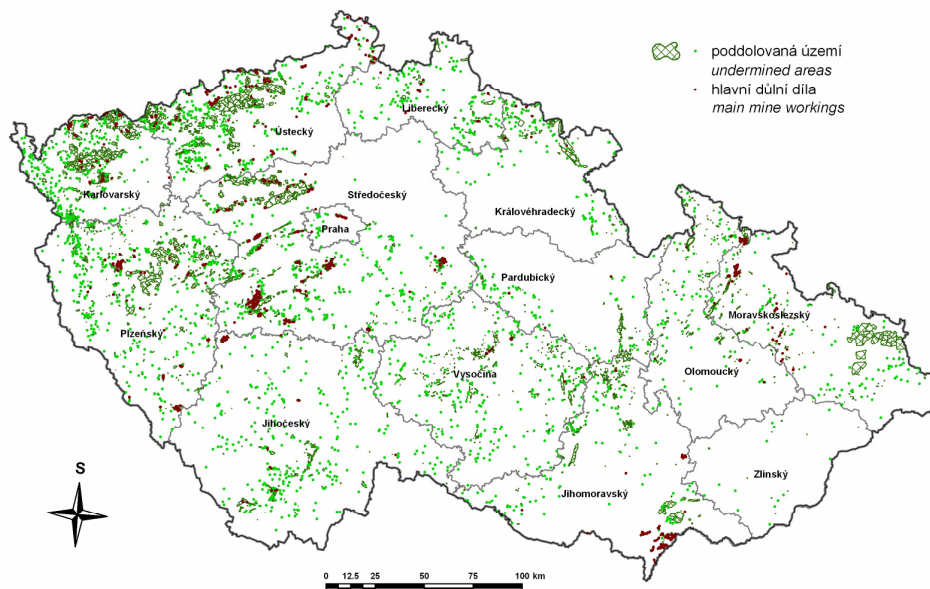 poddolovaná území
undermined areas
hlavní důlní díla
main mine workings
Liberecký
Ústecký
Karlovarský
Středočeský
Královéhradecký
Praha
Pardubický
Moravskoslezský
Plzeňský
Vysočina
Olomoucký
Jihočeský
Zlínský
Jihomoravský
S
0 12.5 25 50 75 100 km